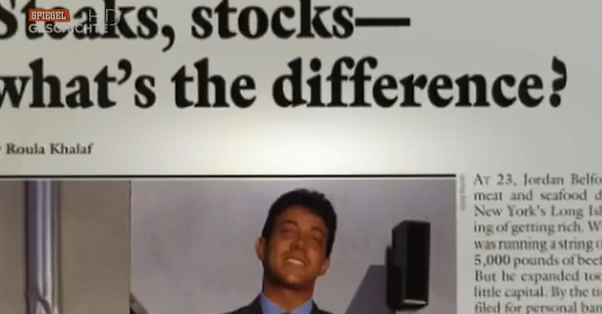 SPIEGEL
GESCHICHTE HD
Steaks, stocks—
what's the difference?
Roula Khalaf
AT 23, Jordan Belfo
meat and seafood d
New York's Long Isl
ing of getting rich. W
was running a string o
5,000 pounds of beef
But he expanded too
little capital. By the ti
filed for personal ban